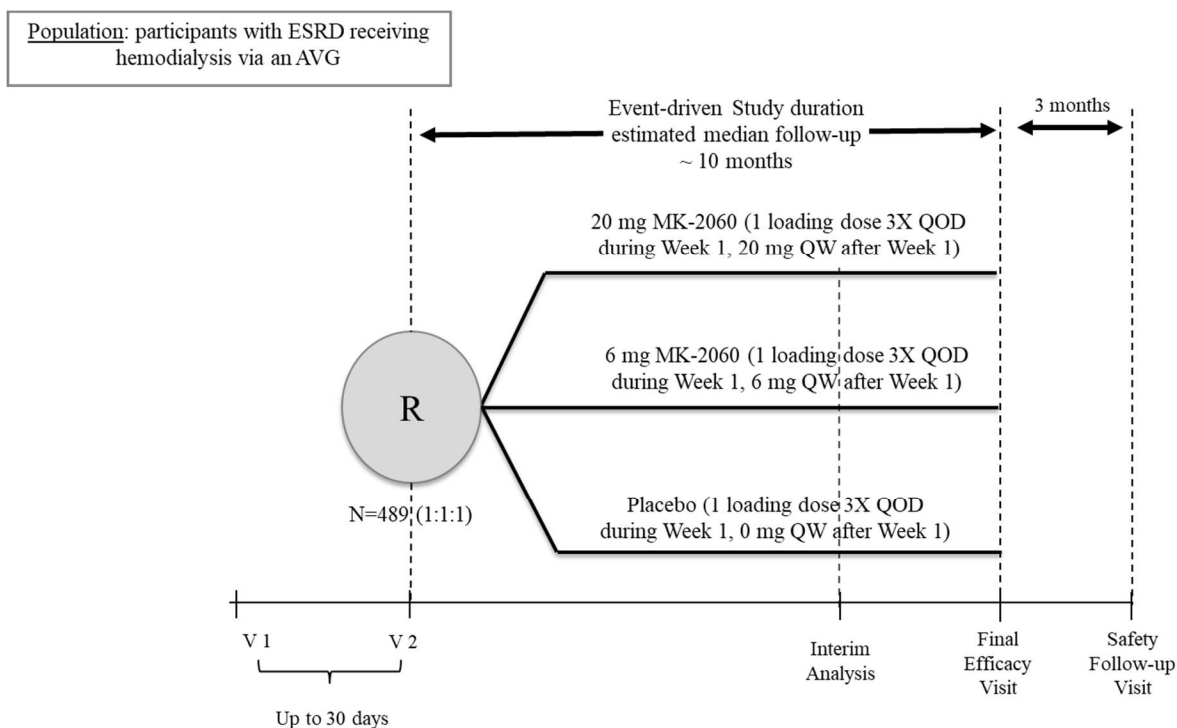 Population: participants with ESRD receiving
hemodialysis via an AVG
Event-driven Study duration
estimated median follow-up
~ 10 months
3 months
20 mg MK-2060 (1 loading dose 3X QOD
during Week 1, 20 mg QW after Week 1)
6 mg MK-2060 (1 loading dose 3X QOD
during Week 1, 6 mg QW after Week 1)
R
N=489 (1:1:1)
Placebo (1 loading dose 3X QOD
during Week 1, 0 mg QW after Week 1)
V 1
V 2
Up to 30 days
Interim
Analysis
Final
Efficacy
Visit
Safety
Follow-up
Visit